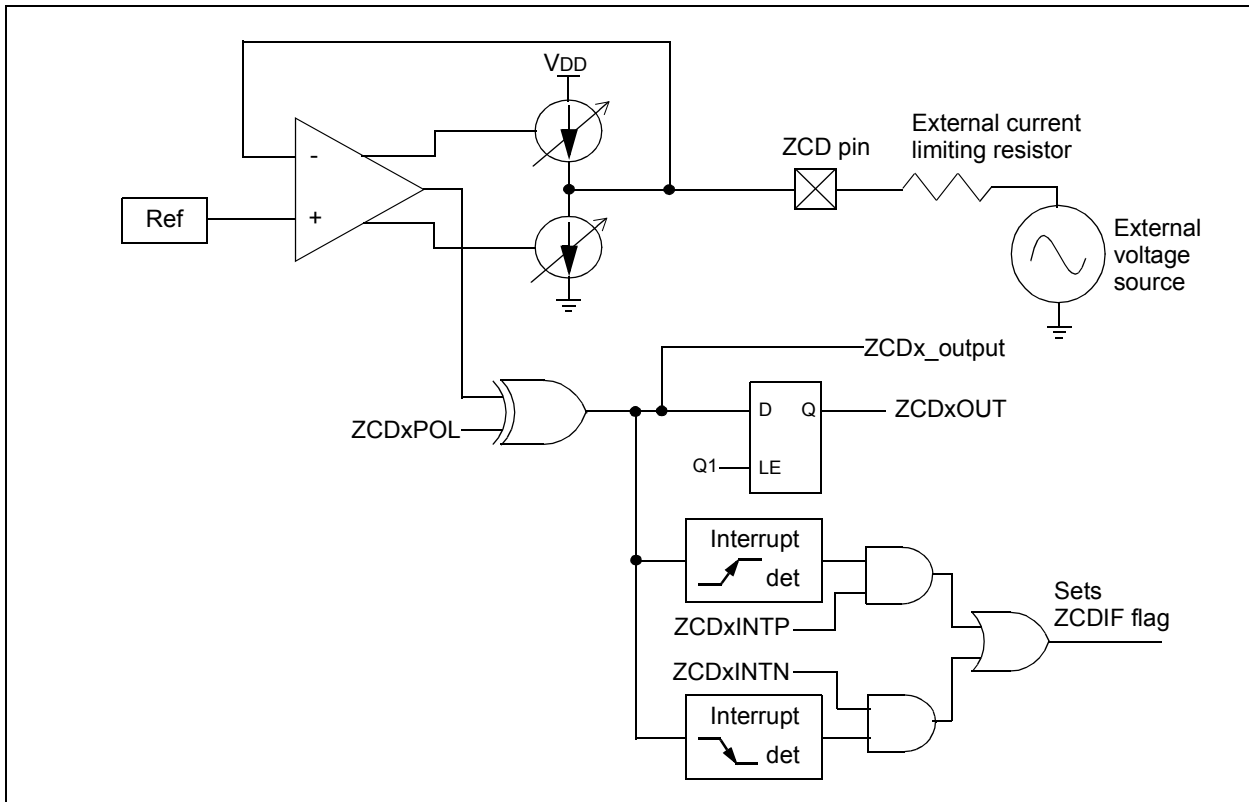 VDD
ZCD pin
External current
limiting resistor
-
+
Ref
External
voltage
source
ZCDx_output
ZCDxPOL
D
Q
ZCDxOUT
Q1
LE
Interrupt
det
ZCDxINTP
Sets
ZCDIF flag
ZCDxINTN
Interrupt
det